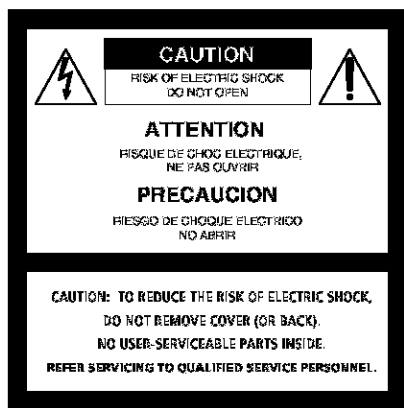 CAUTION
RISK OF ELECTRIC SHOCK
DO NOT OPEN
ATTENTION
RISQUE DE CHOC ELECTRIQUE,
NE PAS OUVRIR
PRECAUCION
RIESGO DE CHOQUE ELECTRICO
NO ABRIR
CAUTION: TO REDUCE THE RISK OF ELECTRIC SHOCK,
DO NOT REMOVE COVER (OR BACK).
NO USER-SERVICEABLE PARTS INSIDE.
REFER SERVICING TO QUALIFIED SERVICE PERSONNEL.